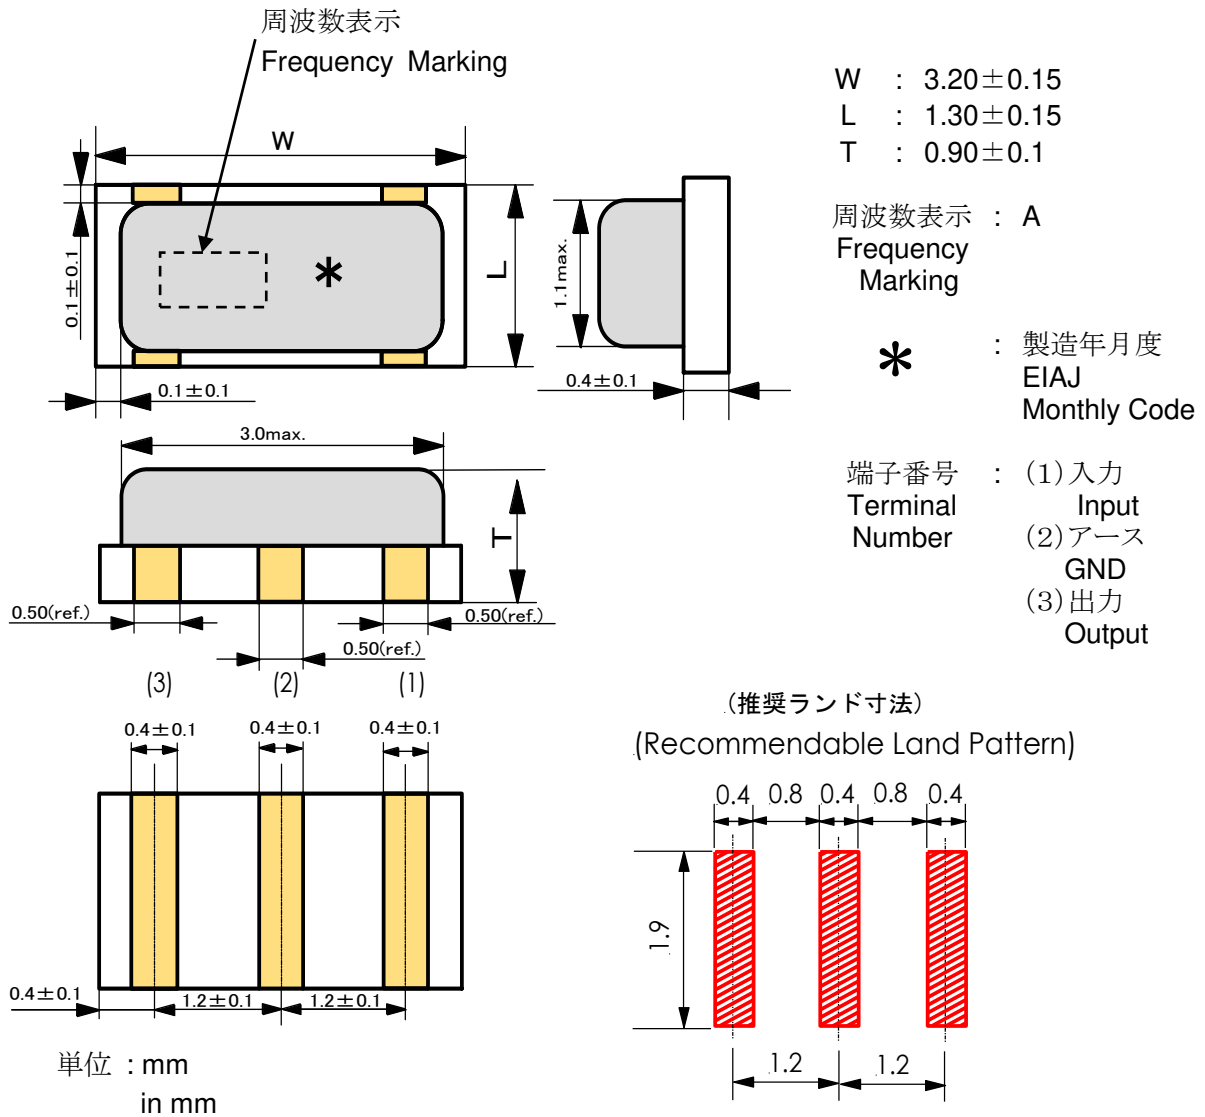 周波数表示
Frequency Marking
W
L
0.1±0.1
0.1±0.1
1.1max.
0.4±0.1
W : 3.20±0.15
L : 1.30±0.15
T : 0.90±0.1
周波数表示 : A
Frequency
Marking
* : 製造年月度
EIAJ
Monthly Code
端子番号 : (1)入力
Terminal Input
Number (2)アース
GND
(3)出力
Output
*
3.0max.
T
0.50(ref.)
0.50(ref.)
0.50(ref.)
(3) (2) (1)
0.4±0.1 0.4±0.1 0.4±0.1
0.4±0.1 1.2±0.1 1.2±0.1
単位 : mm
in mm
(推奨ランド寸法)
(Recommendable Land Pattern)
0.4 0.8 0.4 0.8 0.4
1.9
1.2 1.2